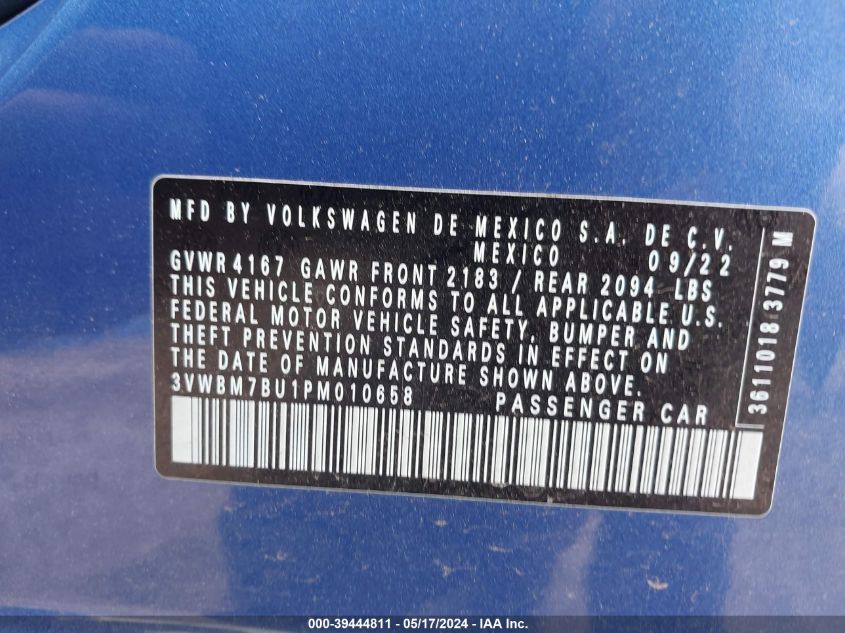 MFD BY VOLKSWAGEN DE MEXICO S.A. DE C.V.
MEXICO 09/22
GVWR 4167 GAWR FRONT 2183 / REAR 2094 LBS
THIS VEHICLE CONFORMS TO ALL APPLICABLE U.S.
FEDERAL MOTOR VEHICLE SAFETY, BUMPER AND
THEFT PREVENTION STANDARDS IN EFFECT ON
THE DATE OF MANUFACTURE SHOWN ABOVE.
3VWBM7BU1PM010658 PASSENGER CAR
3611018 3779 M
000-39444811 - 05/17/2024 - IAA Inc.